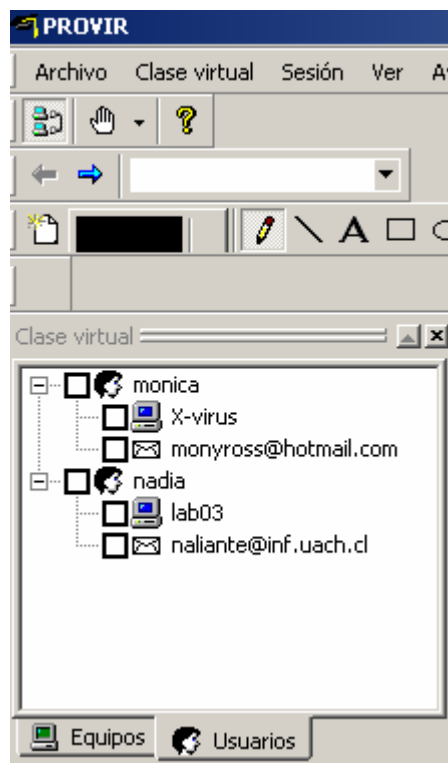 PROVIR
Archivo Clase virtual Sesión Ver
A
Clase virtual
monica
X-virus
monyross@hotmail.com
nadia
lab03
naliante@inf.uach.cl
Equipos Usuarios